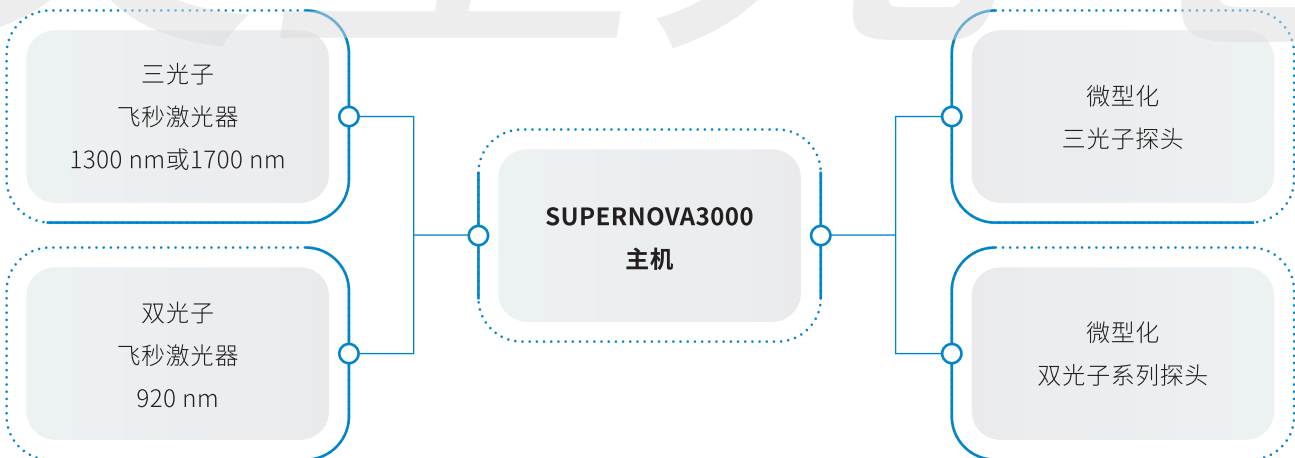 三光子
飞秒激光器
1300 nm或1700 nm
双光子
飞秒激光器
920 nm
SUPERNOVA3000
主机
微型化
三光子探头
微型化
双光子系列探头